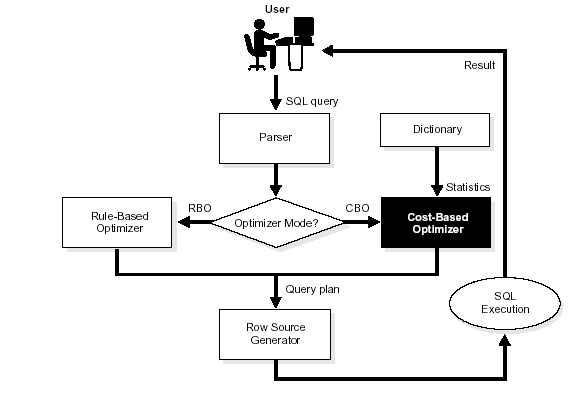 User
Result
SQL query
Parser
Dictionary
Statistics
RBO
CBO
Rule-Based
Optimizer
Optimizer Mode?
Cost-Based
Optimizer
Query plan
SQL
Execution
Row Source
Generator